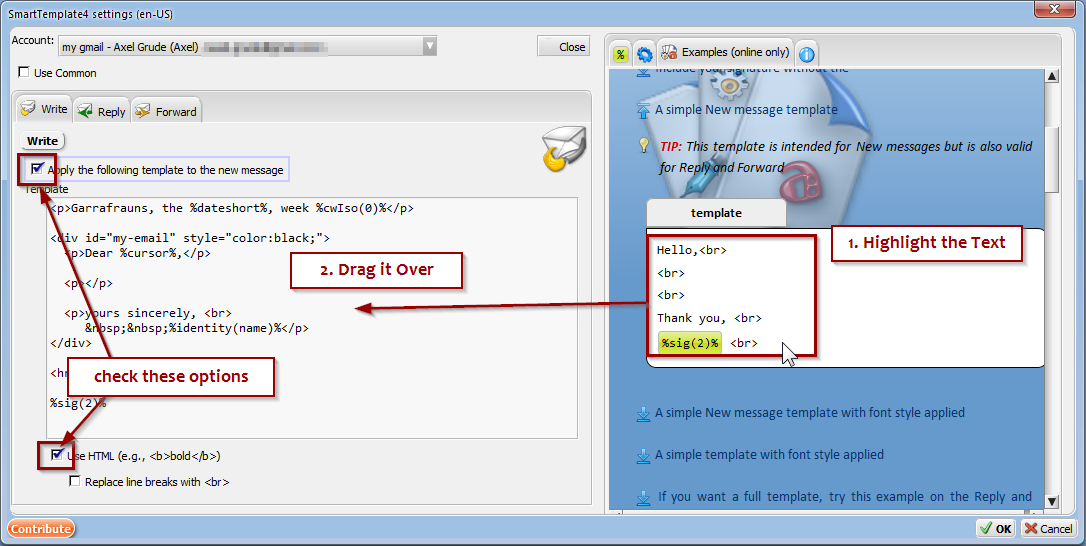 SmartTemplate4 settings (en-US)
Account:
my gmail - Axel Grude (Axel)
Close
Use Common
Write
Reply
Forward
Write
Apply the following template to the new message
Template
<p>Garrafrauns, the %dateshort%, week %cwIso(0)%</p>
<div id="my-email" style="color:black;">
<p>Dear %cursor%,</p>
<p></p>
<p>yours sincerely, <br>
&nbsp;&nbsp;%identity(name)%</p>
</div>
<h
%sig(2)%
Use HTML (e.g., <b>bold</b>)
Replace line breaks with <br>
2. Drag it Over
check these options
%
Examples (online only)
include your signature without the
A simple New message template
TIP: This template is intended for New messages but is also valid
for Reply and Forward
template
Hello,<br>
<br>
<br>
Thank you, <br>
%sig(2)% <br>
1. Highlight the Text
A simple New message template with font style applied
A simple template with font style applied
If you want a full template, try this example on the Reply and
Contribute
OK
Cancel